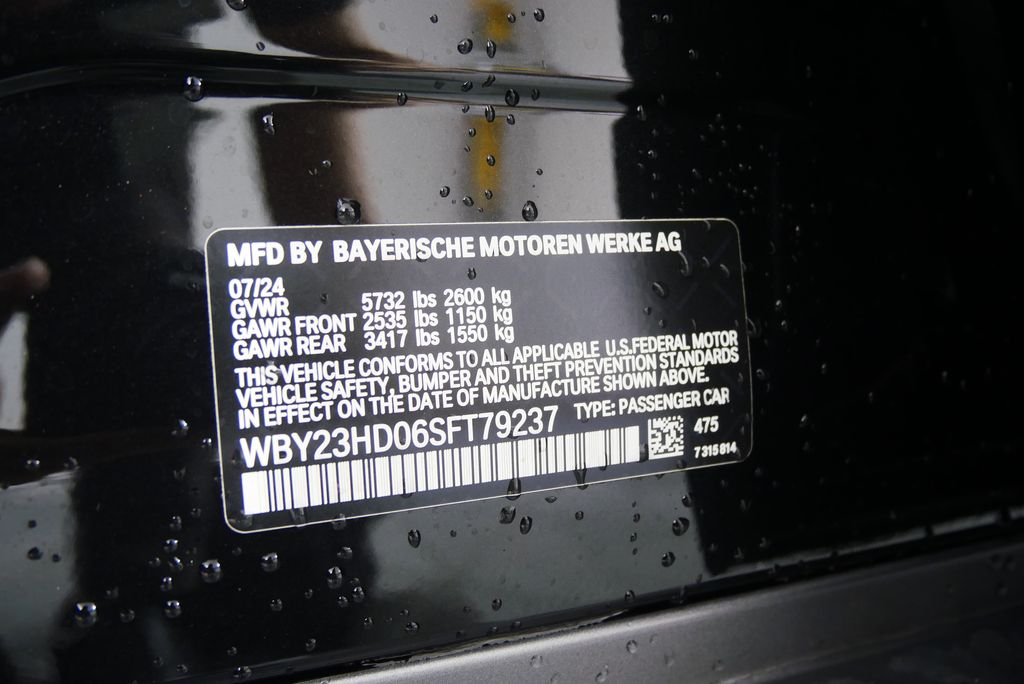 MFD BY BAYERISCHE MOTOREN WERKE AG
07/24
GVWR 5732 lbs 2600 kg
GAWR FRONT 2535 lbs 1150 kg
GAWR REAR 3417 lbs 1550 kg
THIS VEHICLE CONFORMS TO ALL APPLICABLE U.S.FEDERAL MOTOR
VEHICLE SAFETY, BUMPER AND THEFT PREVENTION STANDARDS
IN EFFECT ON THE DATE OF MANUFACTURE SHOWN ABOVE.
WBY23HD06SFT79237 TYPE: PASSENGER CAR
475
7315814